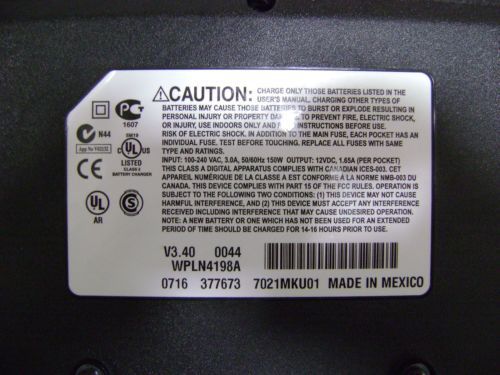 ⚠CAUTION: CHARGE ONLY THOSE BATTERIES LISTED IN THE
USER'S MANUAL. CHARGING OTHER TYPES OF
BATTERIES MAY CAUSE THOSE BATTERIES TO BURST OR EXPLODE RESULTING IN
PERSONAL INJURY OR PROPERTY DAMAGE. TO PREVENT FIRE, ELECTRIC SHOCK,
OR INJURY, USE INDOORS ONLY AND INSTRUCTIONS BEFORE USE.
RISK OF ELECTRIC SHOCK. IN ADDITION TO THE MAIN FUSE, EACH POCKET HAS AN
INDIVIDUAL FUSE. TEST BEFORE TOUCHING. REPLACE ALL FUSES WITH SAME
TYPE AND RATINGS.
INPUT: 100-240 VAC, 3.0A, 50/60Hz 150W OUTPUT: 12VDC, 1.65A (PER POCKET)
THIS CLASS A DIGITAL APPARATUS COMPLIES WITH CANADIAN ICES-003. CET
APPAREIL NUMERIQUE DE LA CLASSE A EST CONFORME À LA NORME NMB-003 DU
CANADA. THIS DEVICE COMPLIES WITH PART 15 OF THE FCC RULES. OPERATION IS
SUBJECT TO THE FOLLOWING TWO CONDITIONS: (1) THIS DEVICE MAY NOT CAUSE
HARMFUL INTERFERENCE, AND (2) THIS DEVICE MUST ACCEPT ANY INTERFERENCE
RECEIVED, INCLUDING INTERFERENCE THAT MAY CAUSE UNDESIRED OPERATION.
NOTE: A NEW BATTERY OR ONE WHICH HAS NOT BEEN USED FOR AN EXTENDED
PERIOD OF TIME SHOULD BE CHARGED FOR 14-16 HOURS PRIOR TO USE.
N44
1607
5M19
C UL US
LISTED
CLASS 2
BATTERY CHARGER
CE
UL
AR
S
V3.40 0044
WPLN4198A
0716 377673 7021MKU01 MADE IN MEXICO